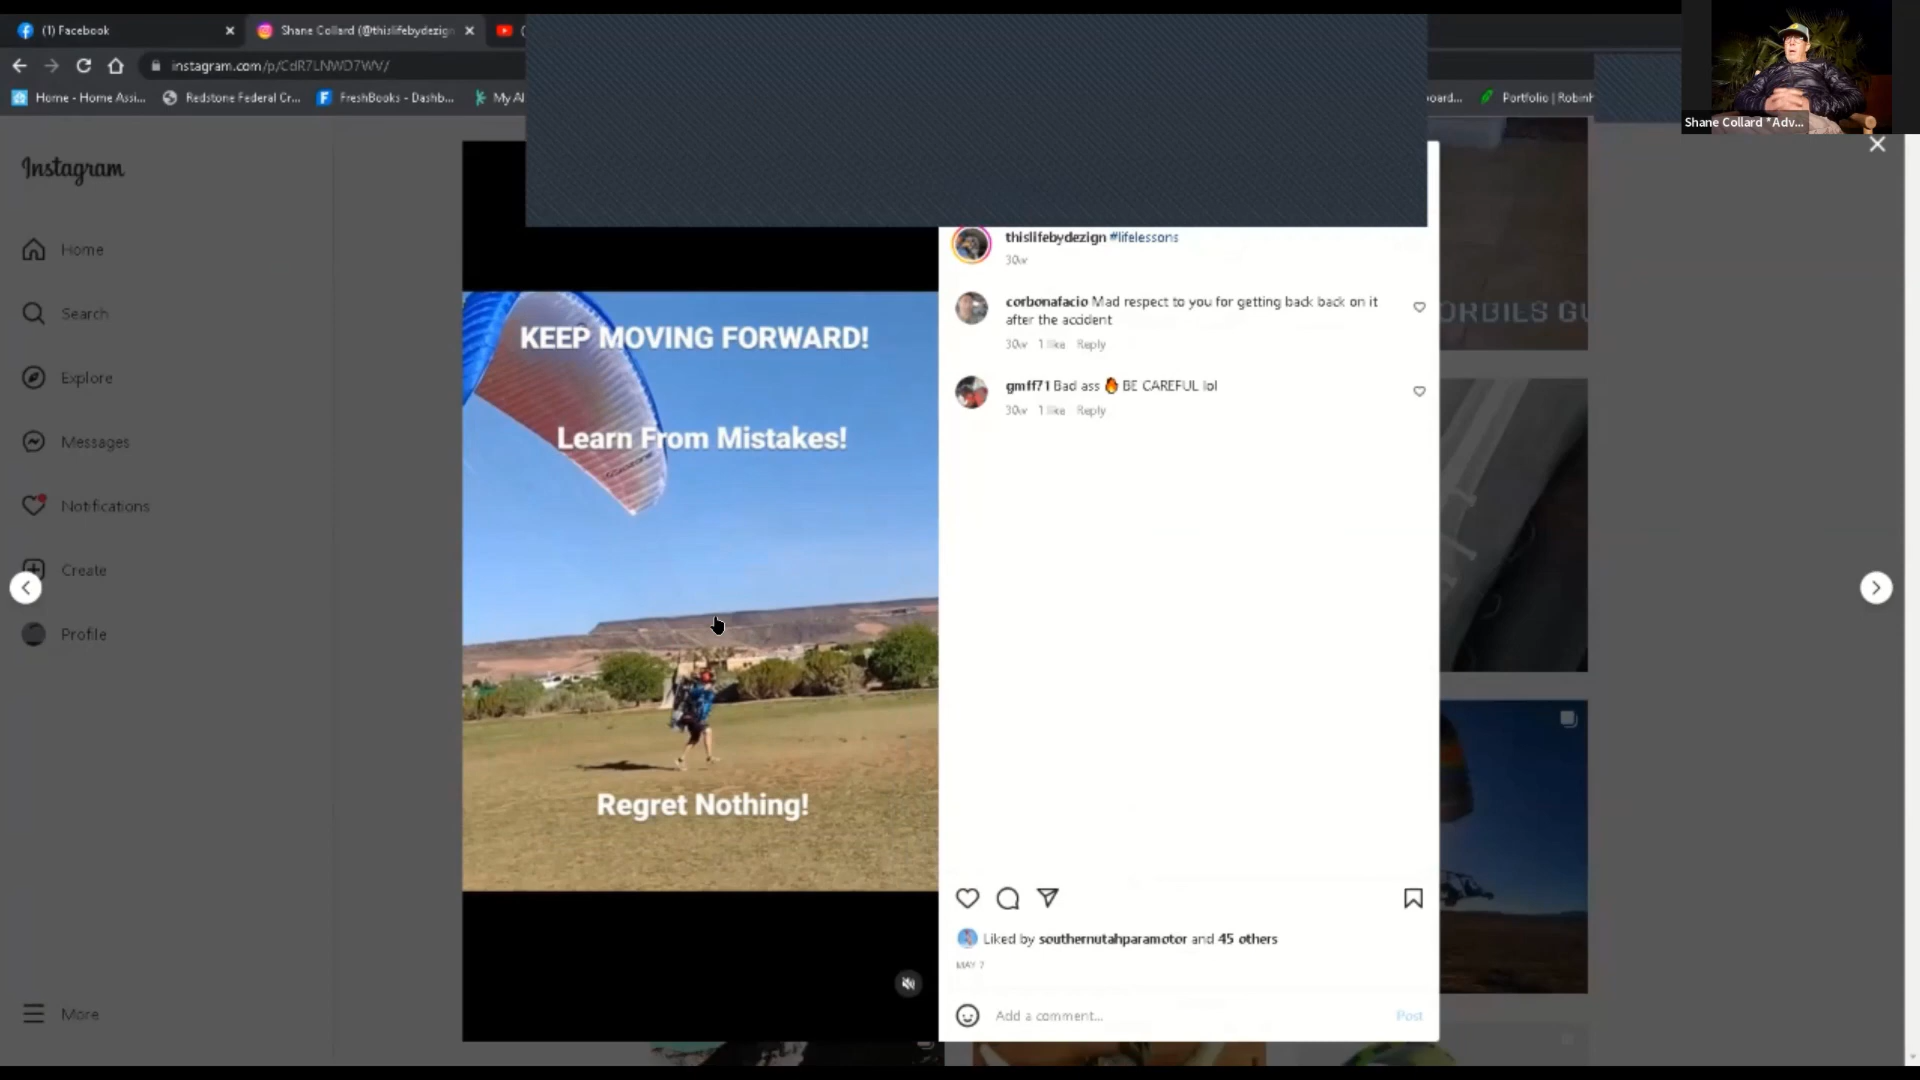 (1) Facebook
Shane Collard (@thislifebydezign
instagram.com/p/CdR7LNWD7WV/
Home - Home Assi...
Redstone Federal Cr...
FreshBooks - Dashb...
My Al
oard...
Portfolio | Robinh
Shane Collard *Adv...
Instagram
Home
Search
Explore
Messages
Notifications
Create
Profile
More
KEEP MOVING FORWARD!
Learn From Mistakes!
Regret Nothing!
thislifebydezign #lifelessons
30w
corbonafacio Mad respect to you for getting back back on it
after the accident
30w 1 like Reply
gmff71 Bad ass 🔥 BE CAREFUL lol
30w 1 like Reply
Liked by southernutahparamotor and 45 others
MAY 7
Add a comment...
Post